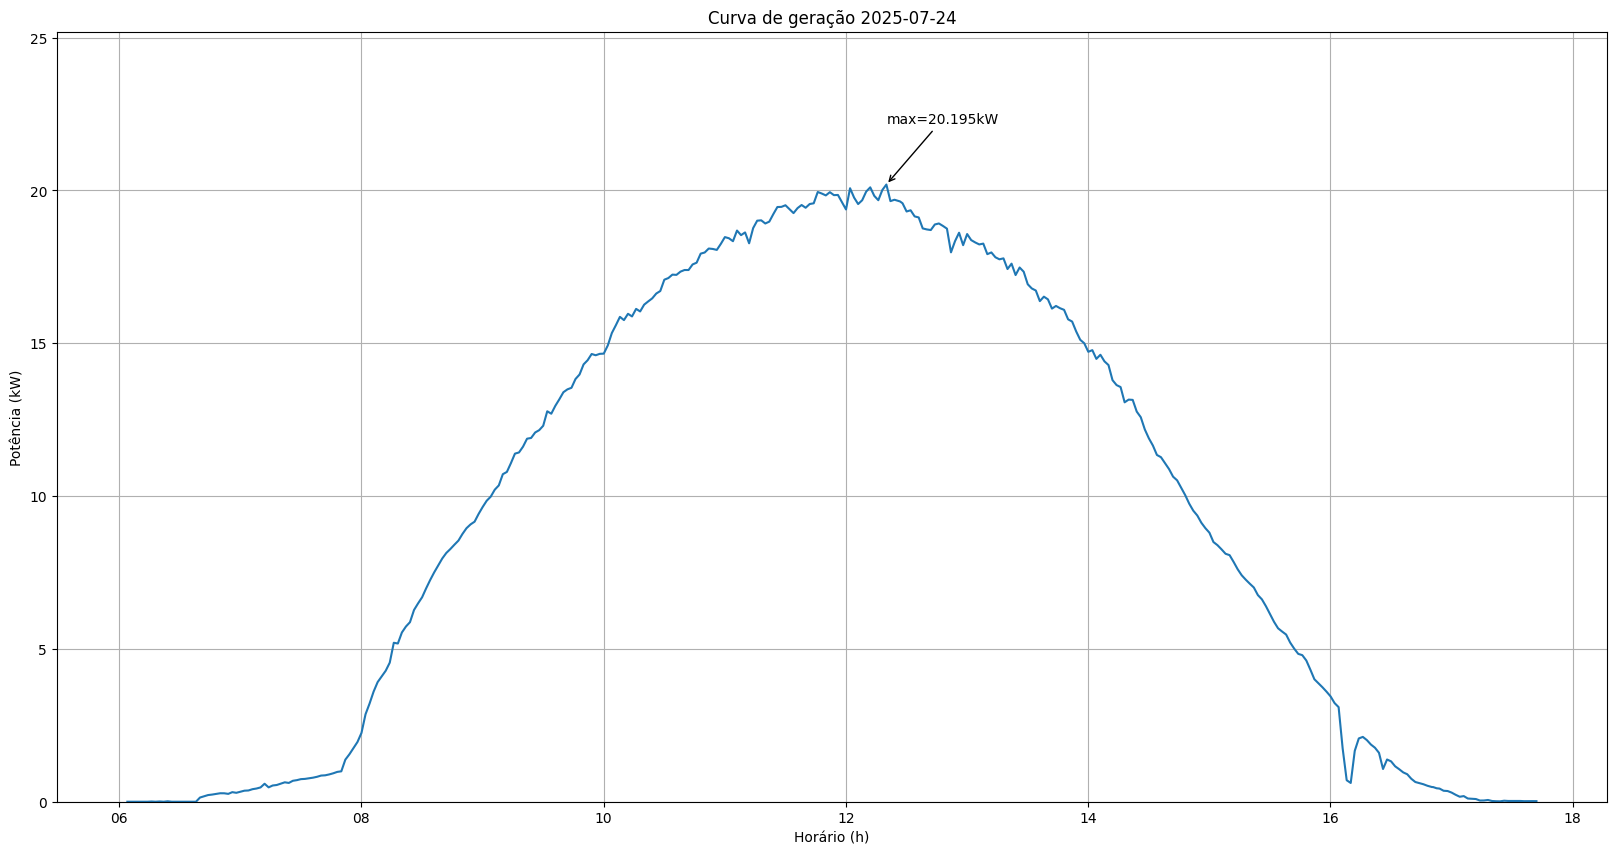 Curva de geração 2025-07-24
25
max=20.195kW
20
15
Potência (kW)
10
5
0
06 08 10 12 14 16 18
Horário (h)